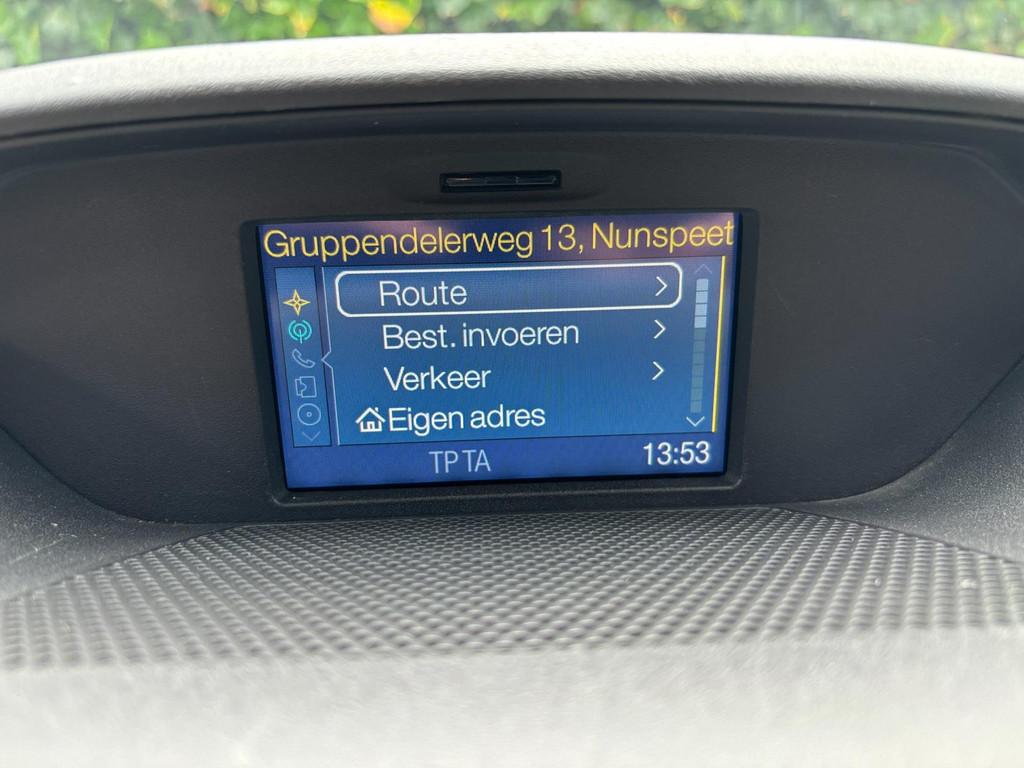 Gruppendelerweg 13, Nunspeet
Route
Best. invoeren
Verkeer
Eigen adres
TP TA
13:53